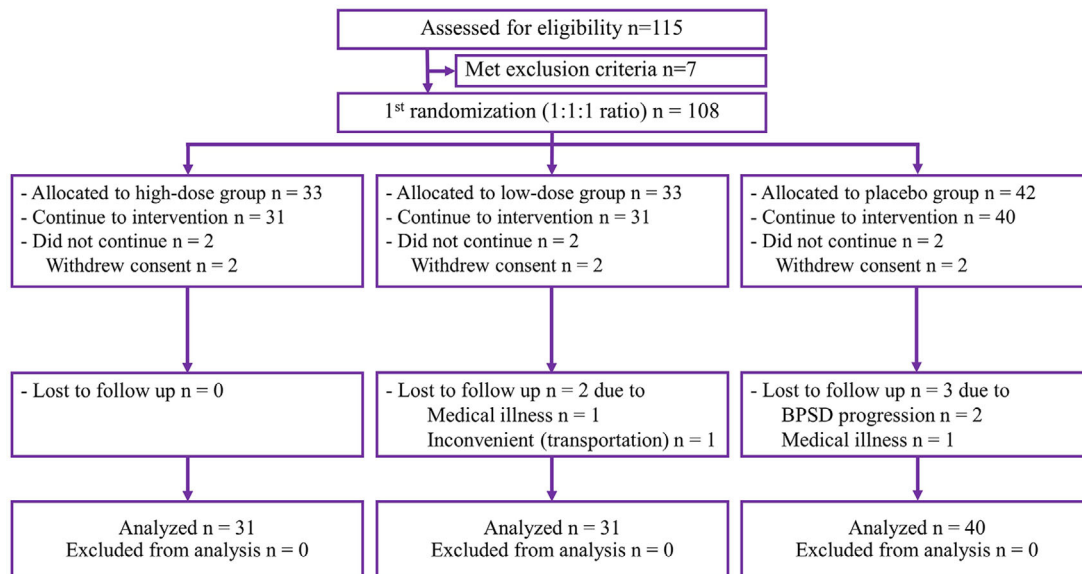 Assessed for eligibility n=115
Met exclusion criteria n=7
1st randomization (1:1:1 ratio) n = 108
- Allocated to high-dose group n = 33
- Continue to intervention n = 31
- Did not continue n = 2
Withdrew consent n = 2
- Allocated to low-dose group n = 33
- Continue to intervention n = 31
- Did not continue n = 2
Withdrew consent n = 2
- Allocated to placebo group n = 42
- Continue to intervention n = 40
- Did not continue n = 2
Withdrew consent n = 2
- Lost to follow up n = 0
- Lost to follow up n = 2 due to
Medical illness n = 1
Inconvenient (transportation) n = 1
- Lost to follow up n = 3 due to
BPSD progression n = 2
Medical illness n = 1
Analyzed n = 31
Excluded from analysis n = 0
Analyzed n = 31
Excluded from analysis n = 0
Analyzed n = 40
Excluded from analysis n = 0